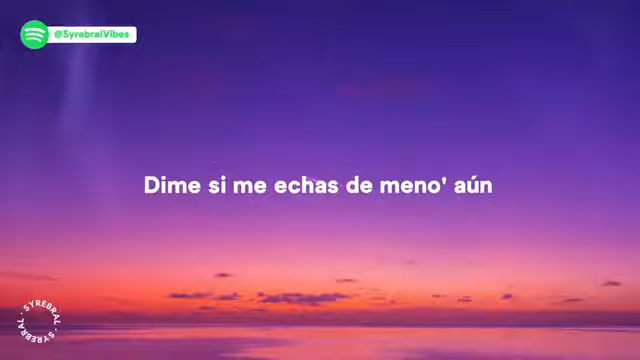 @SyrebralVibes
Dime si me echas de meno' aún
· SYREBRAL · SYREBRAL